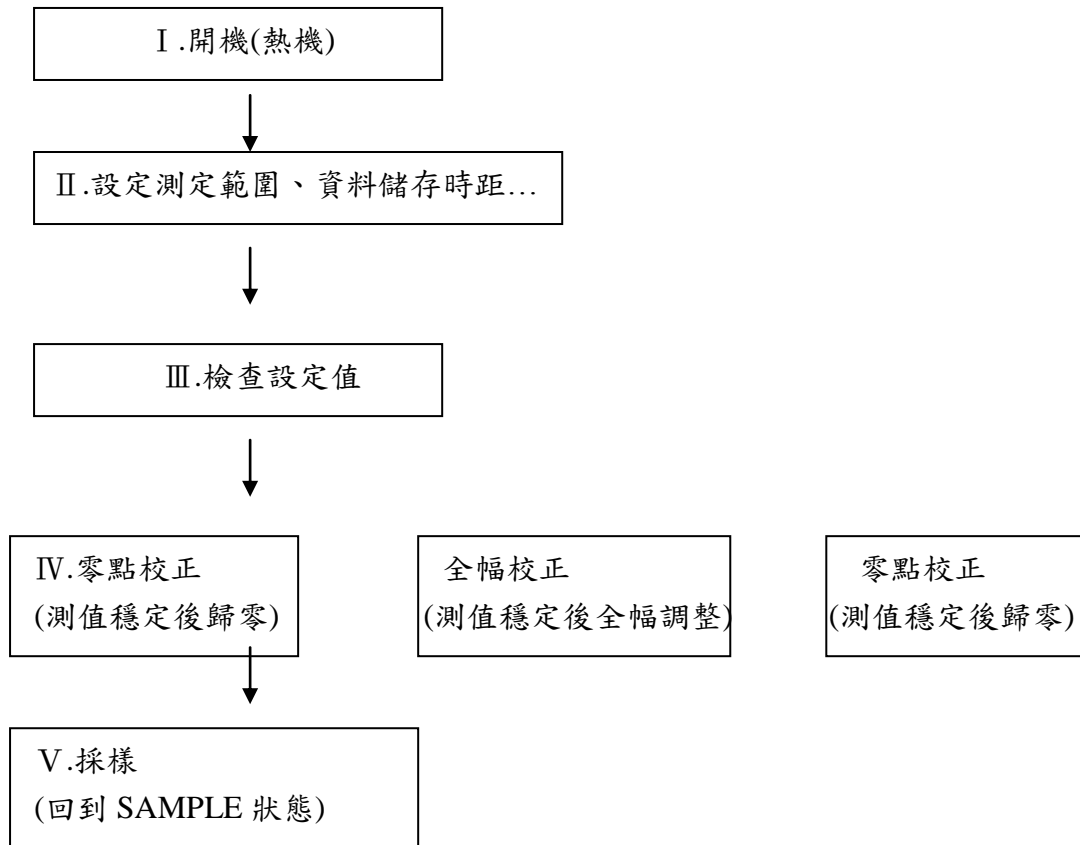 Ⅰ.開機(熱機)
Ⅱ.設定測定範圍、資料儲存時距…
Ⅲ.檢查設定值
Ⅳ.零點校正
(測值穩定後歸零)
全幅校正
(測值穩定後全幅調整)
零點校正
(測值穩定後歸零)
Ⅴ.採樣
(回到 SAMPLE 狀態)